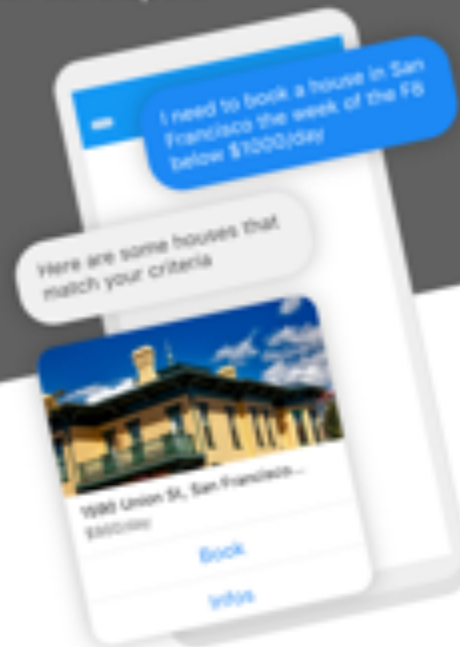 I need to book a house in San
Francisco the week of the F8
below $1000/day
Here are some houses that
match your criteria
Union St, San Francisco...
Book
Infos